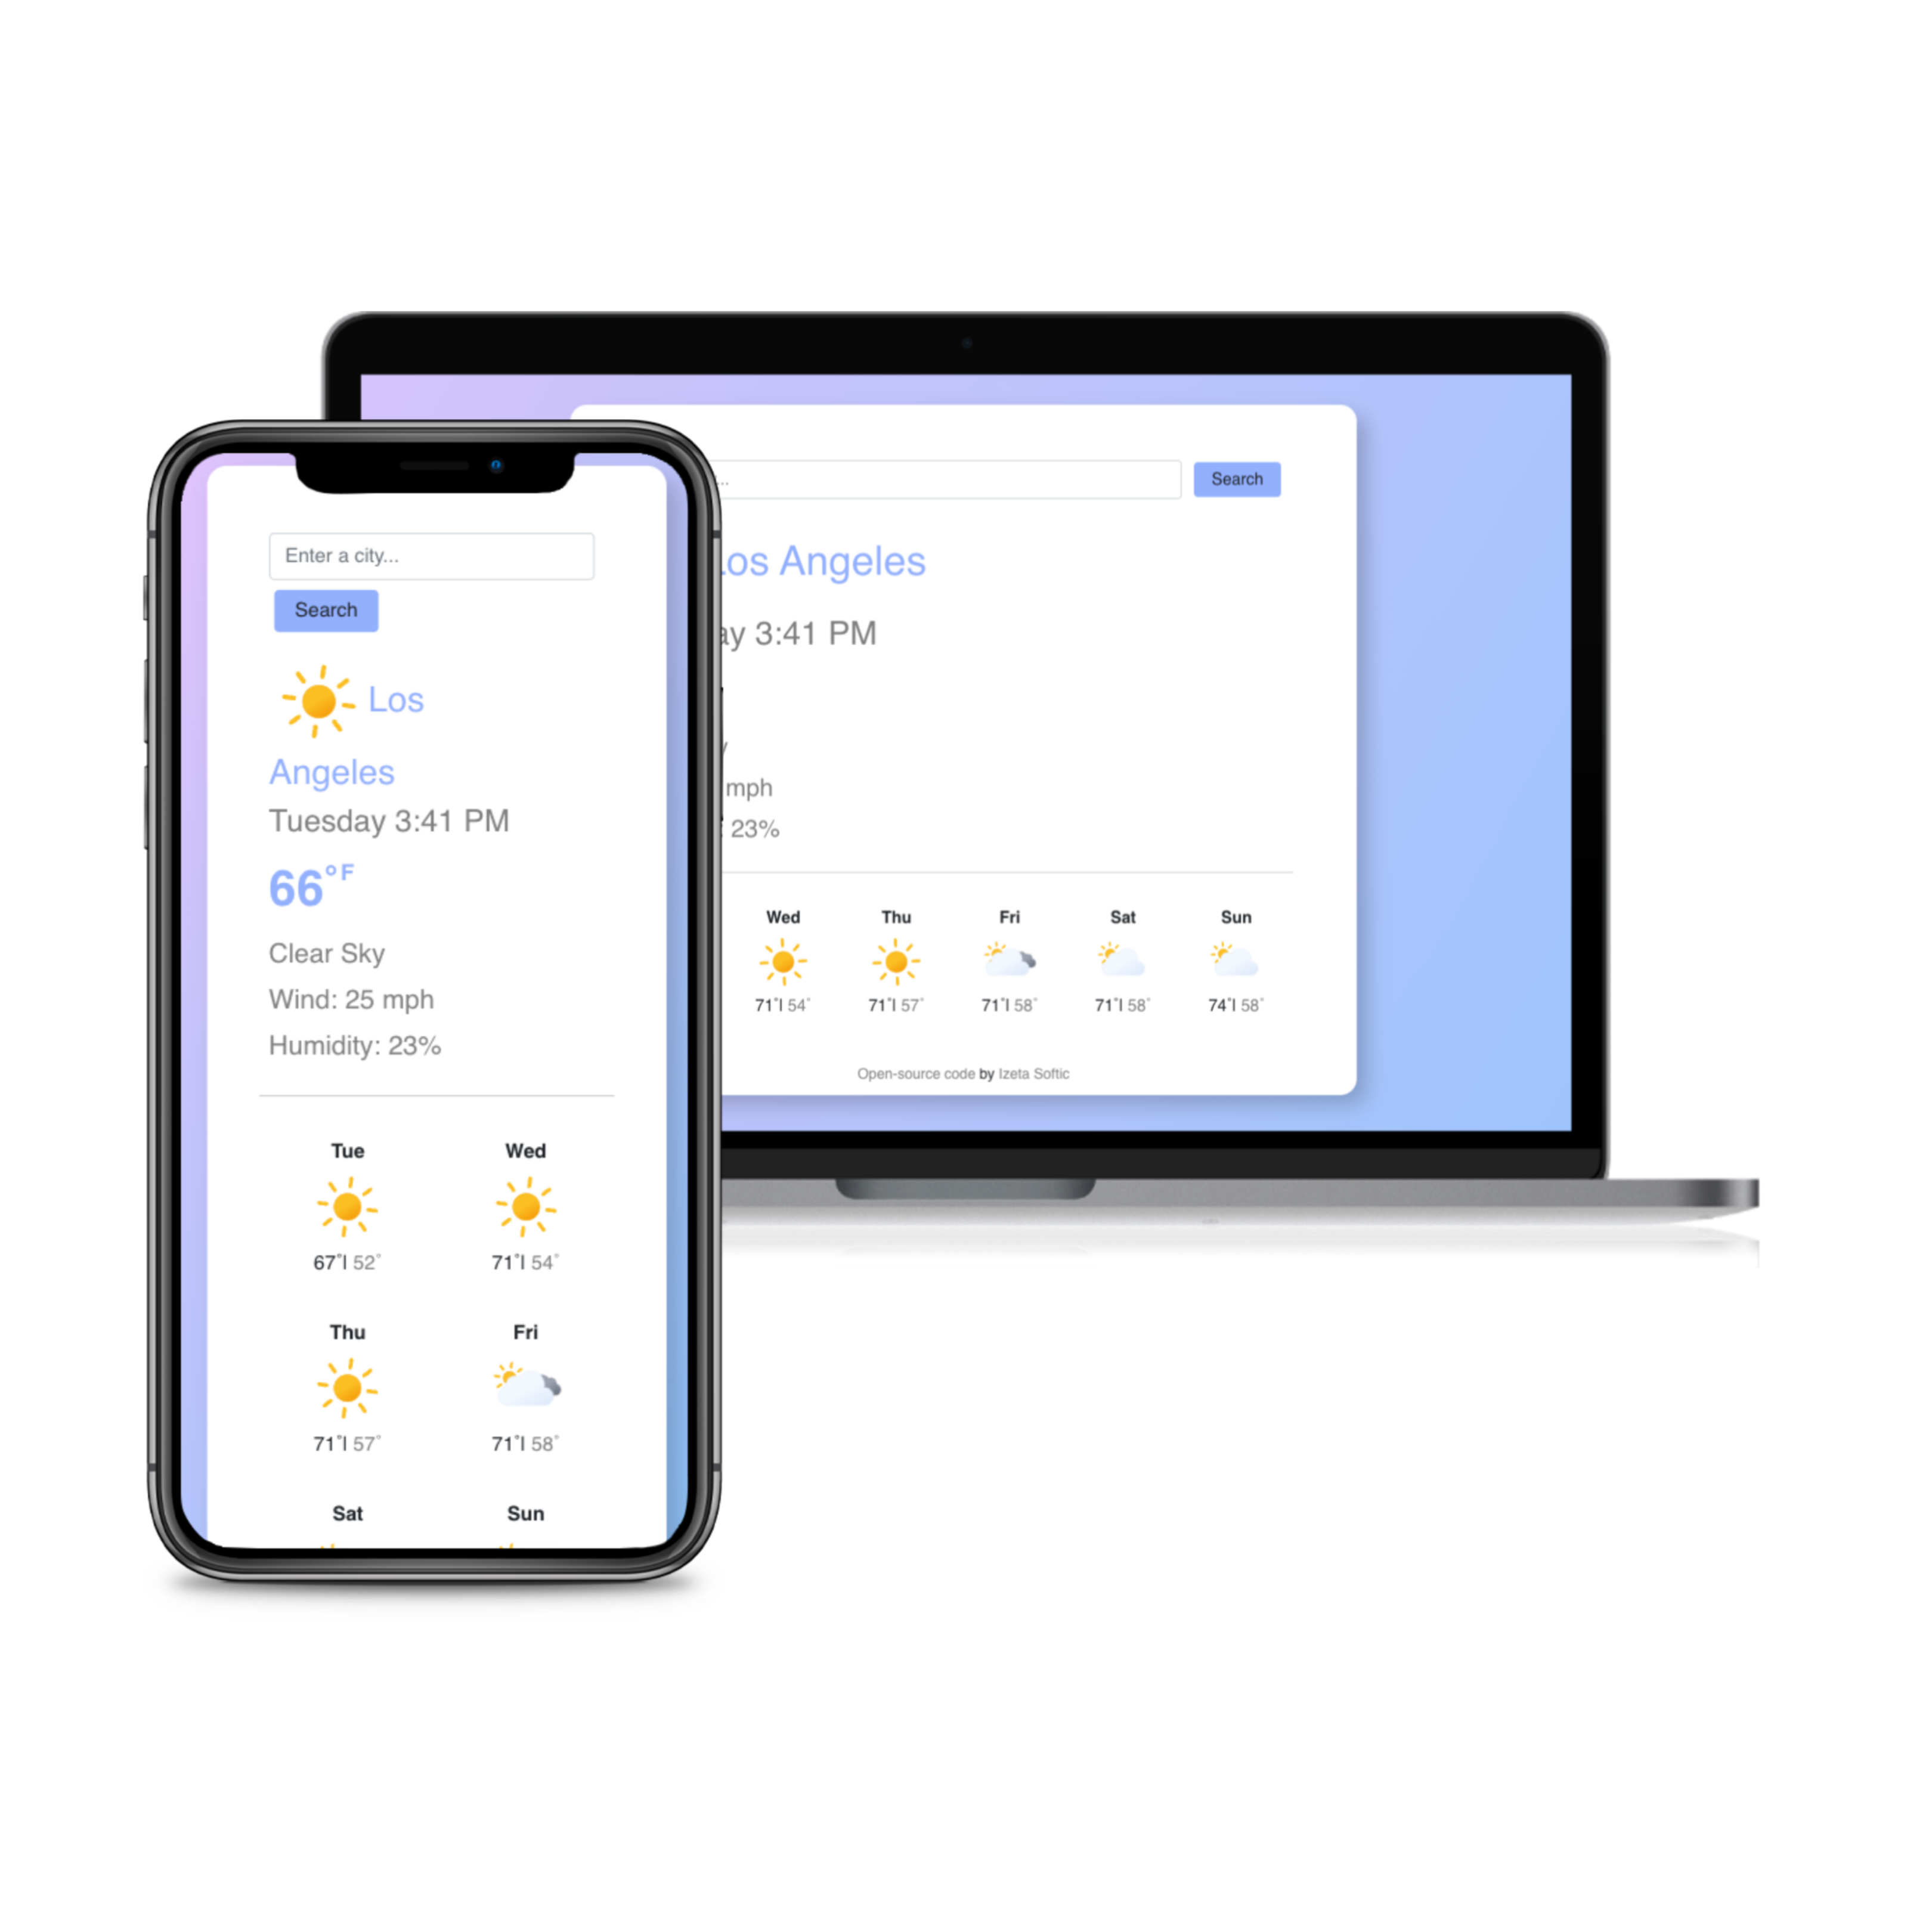 Enter a city...
Search
Los
Angeles
Tuesday 3:41 PM
66°F
Clear Sky
Wind: 25 mph
Humidity: 23%
Tue Wed
67°| 52° 71°| 54°
Thu Fri
71°| 57° 71°| 58°
Sat Sun
... Search
os Angeles
ay 3:41 PM
mph
: 23%
Wed Thu Fri Sat Sun
71°| 54° 71°| 57° 71°| 58° 71°| 58° 74°| 58°
Open-source code by Izeta Softic